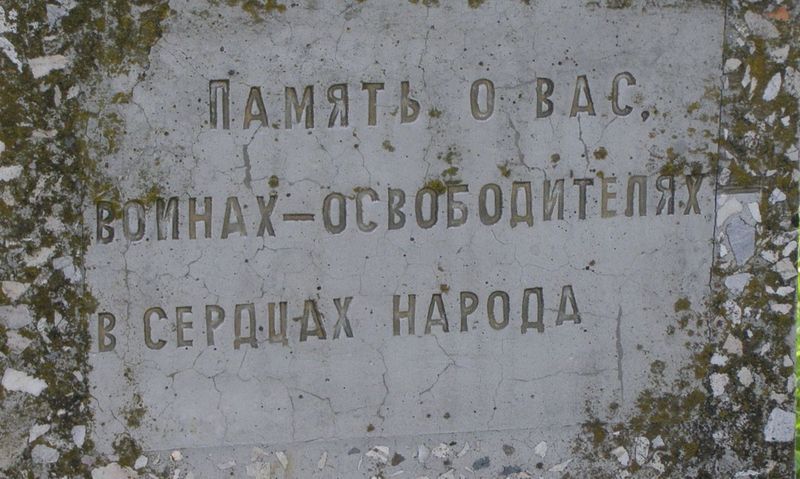 Память о вас,
воинах—освободителях
в сердцах народа